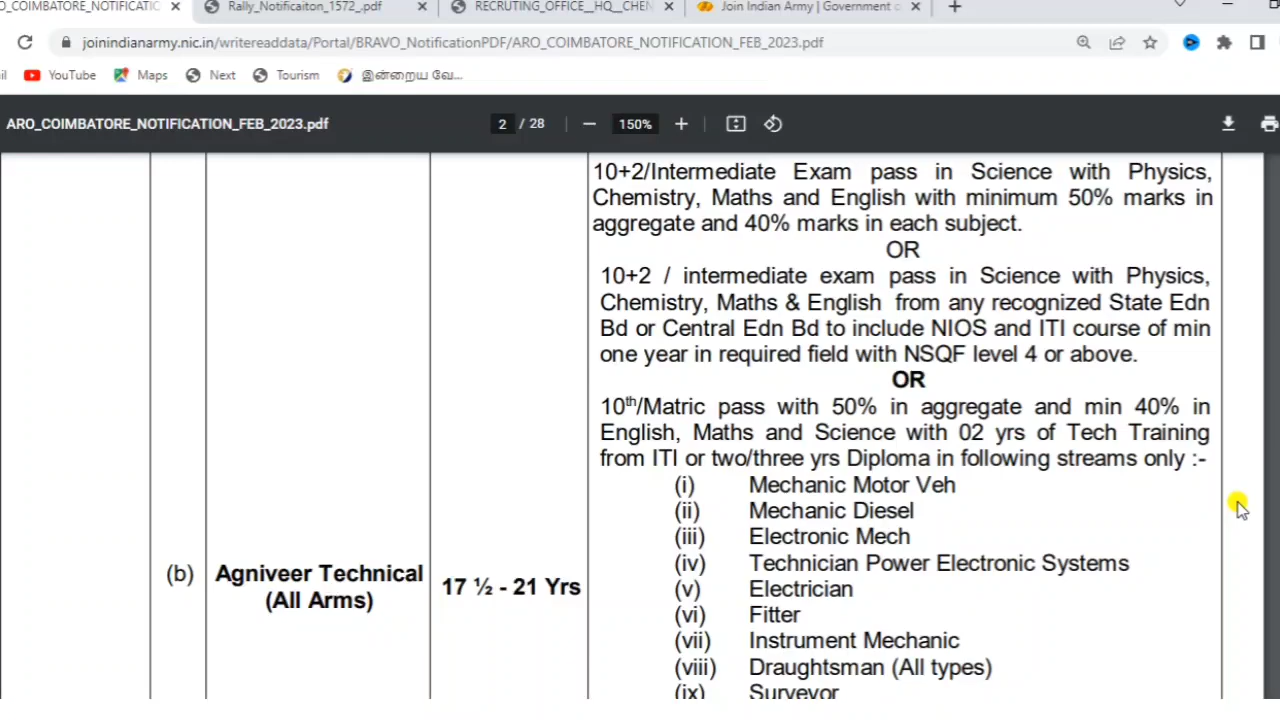 O_COIMBATORE_NOTIFICATIO
Rally_Notificaiton_1572_.pdf
RECRUTING_OFFICE__HQ__CHEN
Join Indian Army | Government o
joinindianarmy.nic.in/writereaddata/Portal/BRAVO_NotificationPDF/ARO_COIMBATORE_NOTIFICATION_FEB_2023.pdf
il YouTube Maps Next Tourism இன்றைய வே...
ARO_COIMBATORE_NOTIFICATION_FEB_2023.pdf 2 / 28 150%
10+2/Intermediate Exam pass in Science with Physics,
Chemistry, Maths and English with minimum 50% marks in
aggregate and 40% marks in each subject.
OR
10+2 / intermediate exam pass in Science with Physics,
Chemistry, Maths & English from any recognized State Edn
Bd or Central Edn Bd to include NIOS and ITI course of min
one year in required field with NSQF level 4 or above.
OR
10th/Matric pass with 50% in aggregate and min 40% in
English, Maths and Science with 02 yrs of Tech Training
from ITI or two/three yrs Diploma in following streams only :-
(i) Mechanic Motor Veh
(ii) Mechanic Diesel
(iii) Electronic Mech
(iv) Technician Power Electronic Systems
(v) Electrician
(vi) Fitter
(vii) Instrument Mechanic
(viii) Draughtsman (All types)
(ix) Surveyor
(b) Agniveer Technical
(All Arms)
17 ½ - 21 Yrs